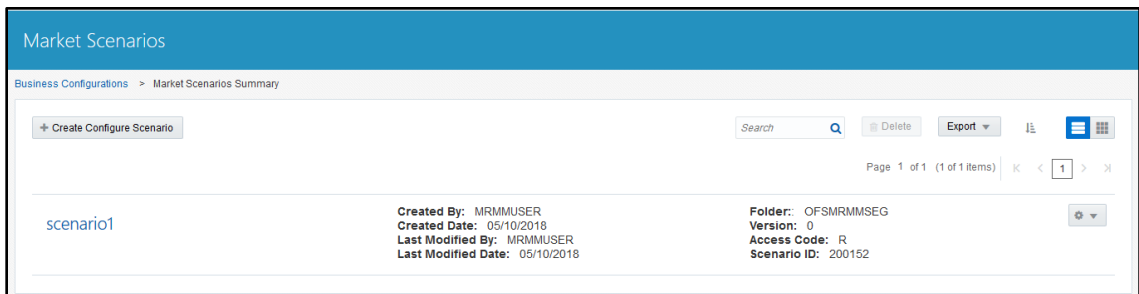 Market Scenarios
Business Configurations > Market Scenarios Summary
+ Create Configure Scenario
Search
Delete
Export
Page 1 of 1 (1 of 1 items) K < 1 > ꓘ
scenario1
Created By: MRMMUSER
Created Date: 05/10/2018
Last Modified By: MRMMUSER
Last Modified Date: 05/10/2018
Folder:: OFSMRMMSEG
Version: 0
Access Code: R
Scenario ID: 200152